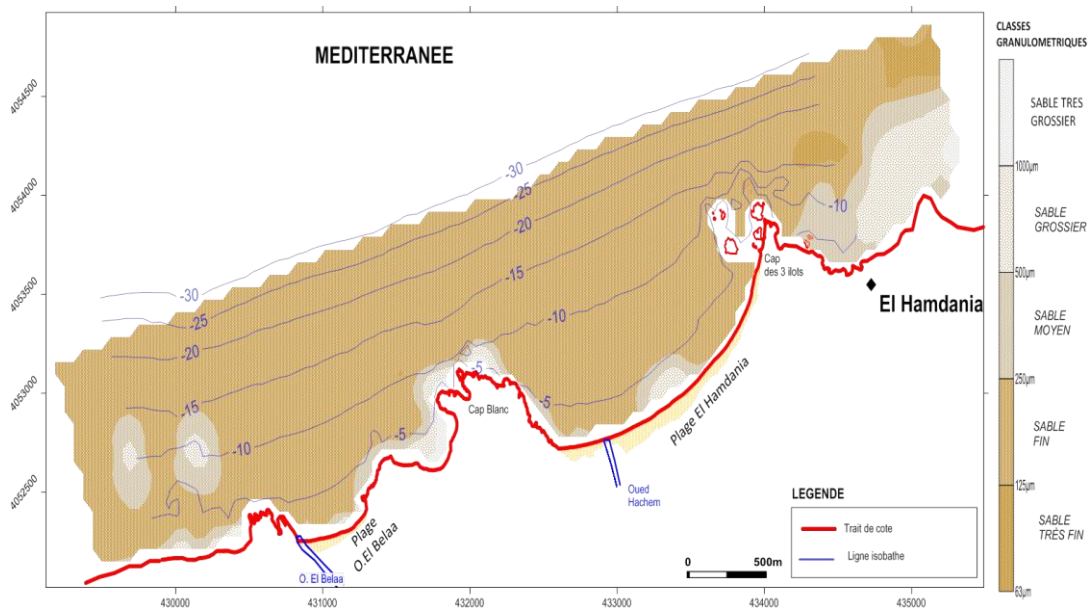 MEDITERRANEE
CLASSES
GRANULOMETRIQUES
SABLE TRES
GROSSIER
1000µm
SABLE
GROSSIER
500µm
SABLE
MOYEN
250µm
SABLE
FIN
125µm
SABLE
TRÈS FIN
63µm
4054500
4054000
4053500
4053000
4052500
-30
-25
-20
-15
-10
-10
-5
-5
-30
-25
-20
-15
-10
-5
-5
Cap
des 3 ilots
El Hamdania
Cap Blanc
Plage El Hamdania
Oued
Hachem
Plage
O.El Belaa
O. El Belaa
LEGENDE
Trait de cote
Ligne isobathe
0
500m
430000
431000
432000
433000
434000
435000